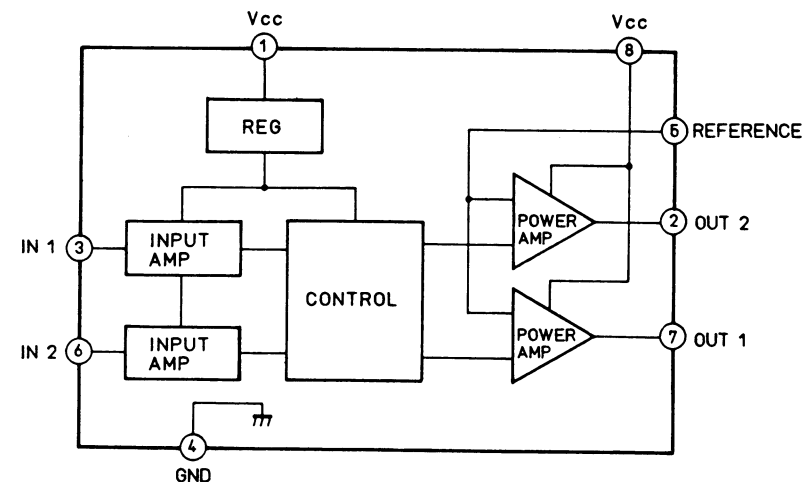 Vcc
Vcc
1
8
REG
5 REFERENCE
IN 1 3
INPUT
AMP
CONTROL
POWER
AMP
2 OUT 2
IN 2 6
INPUT
AMP
POWER
AMP
7 OUT 1
4
GND